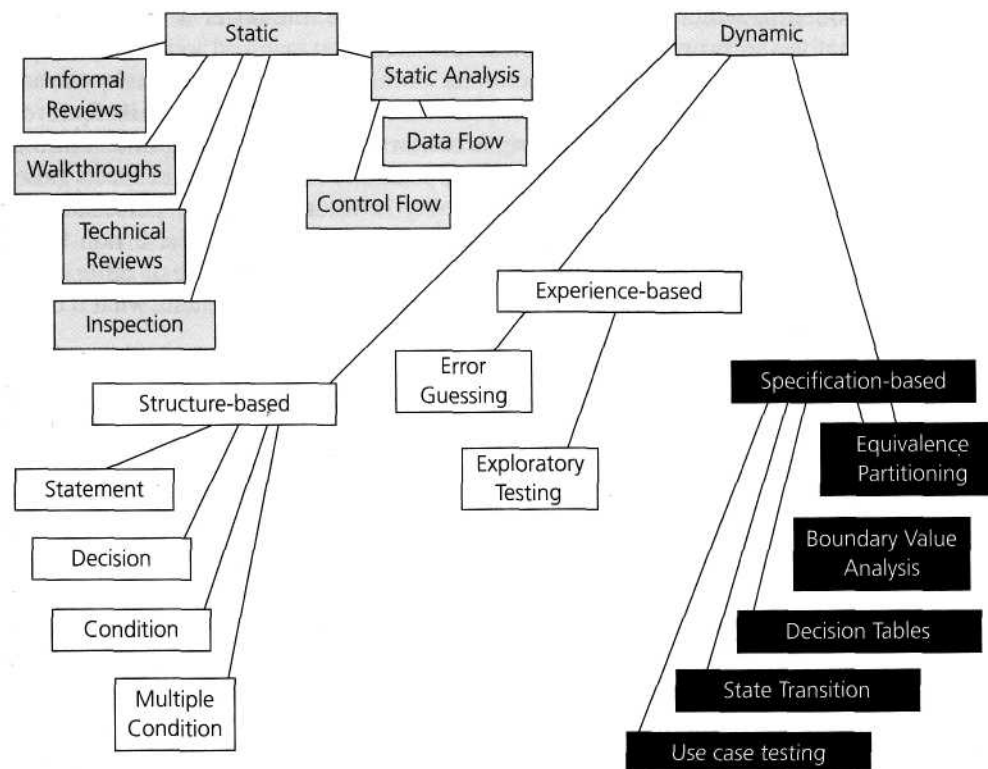 Static
Dynamic
Informal
Reviews
Static Analysis
Data Flow
Walkthroughs
Control Flow
Technical
Reviews
Inspection
Experience-based
Error
Guessing
Specification-based
Structure-based
Equivalence
Partitioning
Exploratory
Testing
Statement
Boundary Value
Analysis
Decision
Decision Tables
Condition
State Transition
Multiple
Condition
Use case testing